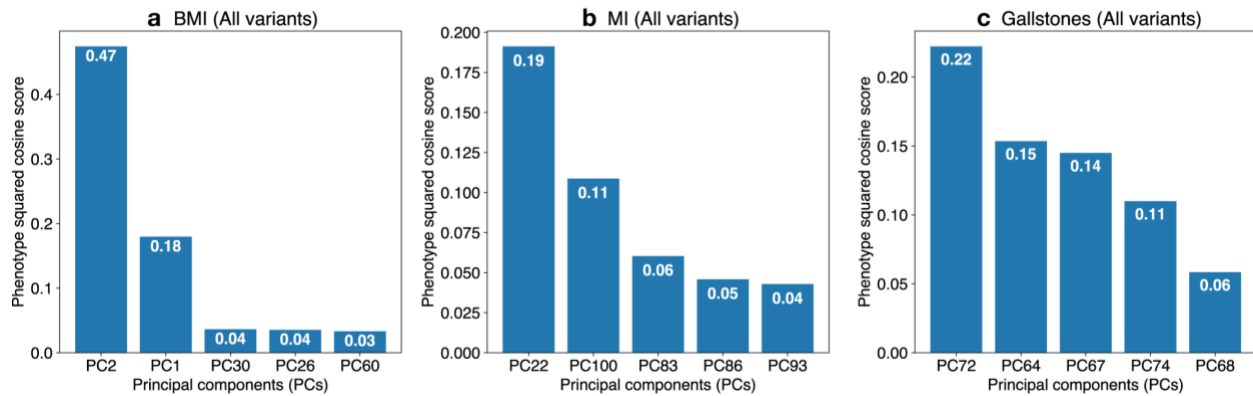 a BMI (All variants)
Phenotype squared cosine score
0.4
0.3
0.2
0.1
0.0
0.47
0.18
0.04
0.04
0.03
PC2 PC1 PC30 PC26 PC60
Principal components (PCs)
b MI (All variants)
Phenotype squared cosine score
0.200
0.175
0.150
0.125
0.100
0.075
0.050
0.025
0.000
0.19
0.11
0.06
0.05
0.04
PC22 PC100 PC83 PC86 PC93
Principal components (PCs)
c Gallstones (All variants)
Phenotype squared cosine score
0.20
0.15
0.10
0.05
0.00
0.22
0.15
0.14
0.11
0.06
PC72 PC64 PC67 PC74 PC68
Principal components (PCs)